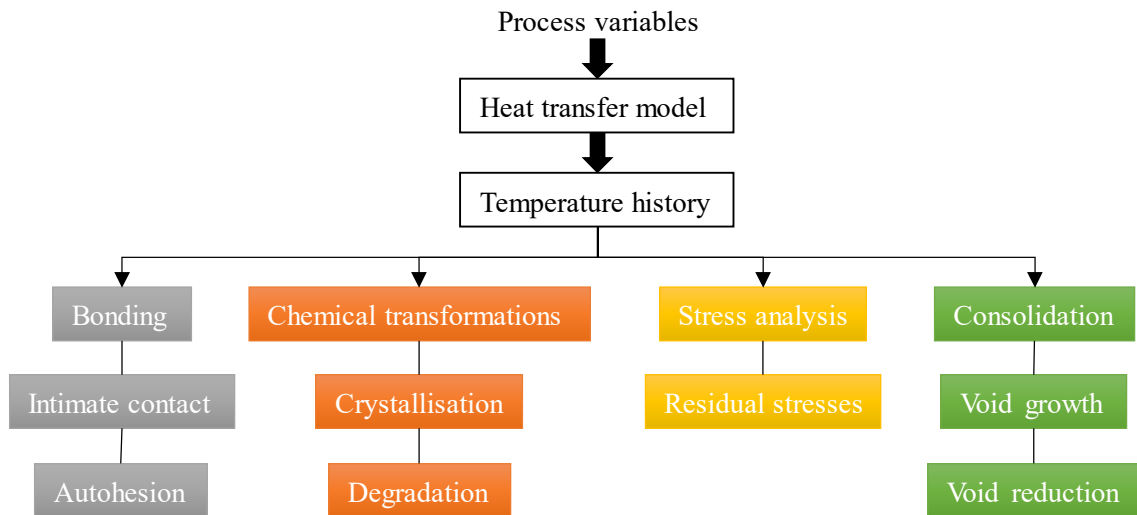 Process variables
Heat transfer model
Temperature history
Bonding
Chemical transformations
Stress analysis
Consolidation
Intimate contact
Crystallisation
Residual stresses
Void growth
Autohesion
Degradation
Void reduction